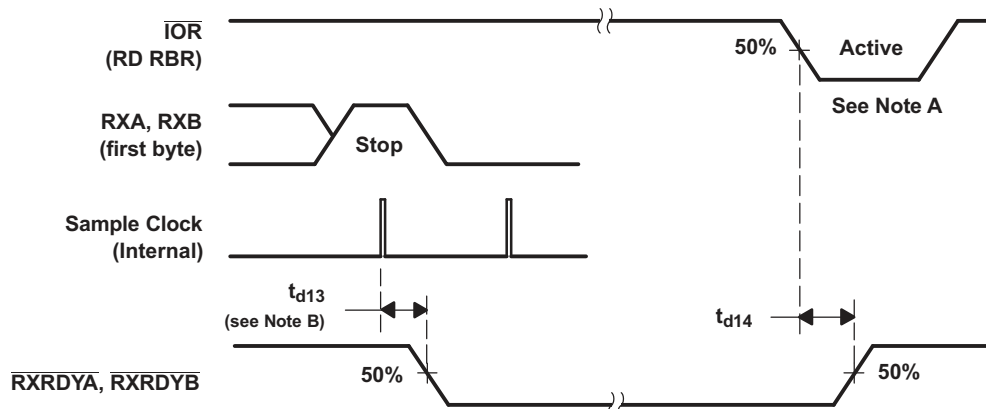 IOR
(RD RBR)
50%
Active
See Note A
RXA, RXB
(first byte)
Stop
Sample Clock
(Internal)
td13
(see Note B)
td14
RXRDYA, RXRDYB
50%
50%